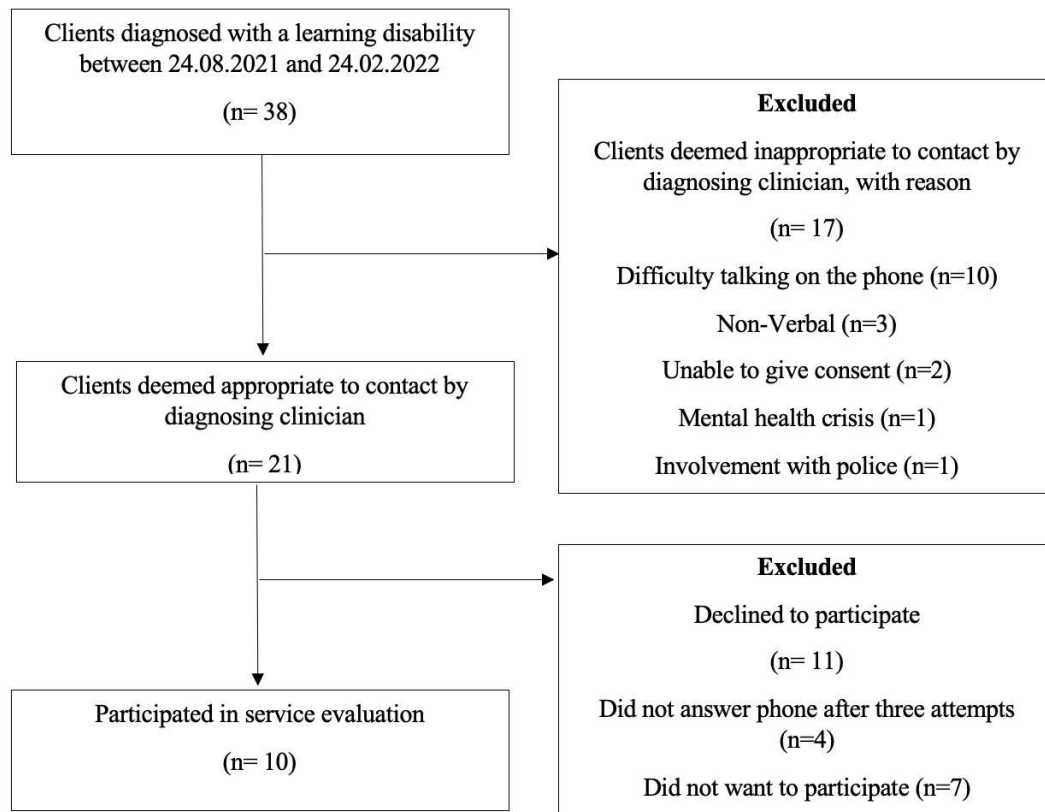 Clients diagnosed with a learning disability
between 24.08.2021 and 24.02.2022
(n= 38)
Excluded
Clients deemed inappropriate to contact by
diagnosing clinician, with reason
(n= 17)
Difficulty talking on the phone (n=10)
Non-Verbal (n=3)
Unable to give consent (n=2)
Mental health crisis (n=1)
Involvement with police (n=1)
Clients deemed appropriate to contact by
diagnosing clinician
(n= 21)
Excluded
Declined to participate
(n= 11)
Did not answer phone after three attempts
(n=4)
Did not want to participate (n=7)
Participated in service evaluation
(n= 10)